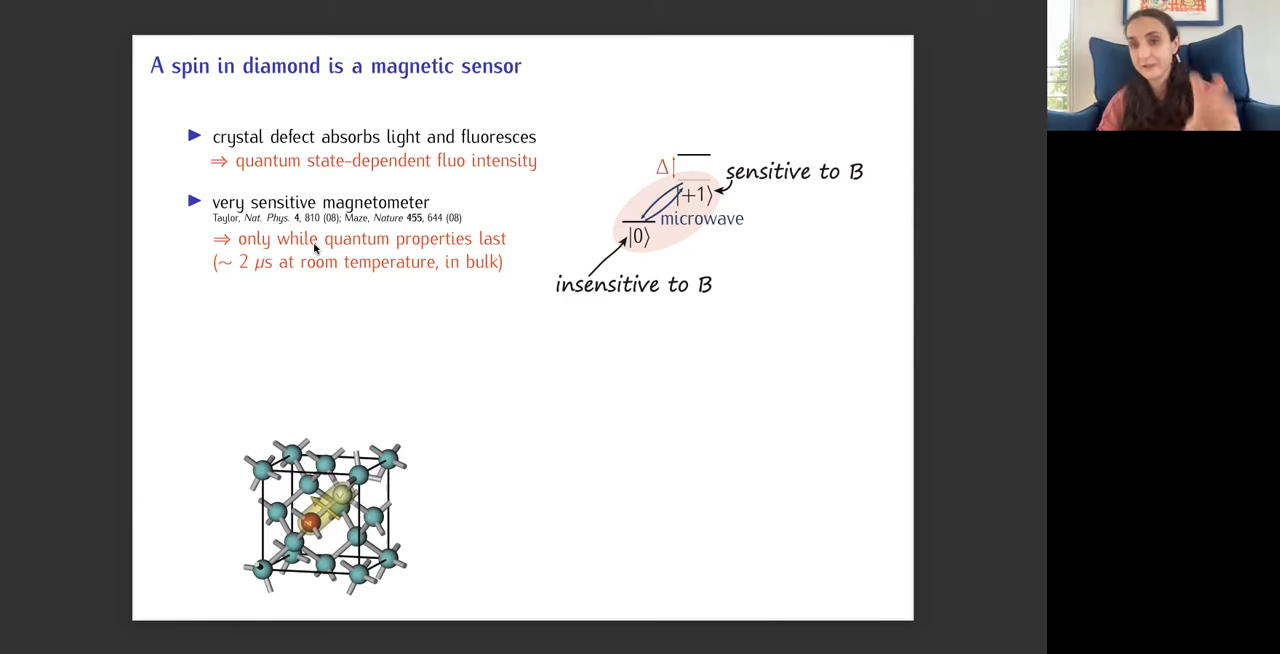 A spin in diamond is a magnetic sensor
► crystal defect absorbs light and fluoresces
⇒ quantum state-dependent fluo intensity
► very sensitive magnetometer
Taylor, Nat. Phys. 4, 810 (08); Maze, Nature 455, 644 (08)
⇒ only while quantum properties last
(∼ 2 μs at room temperature, in bulk)
Δ
sensitive to B
|+1⟩
microwave
|0⟩
insensitive to B